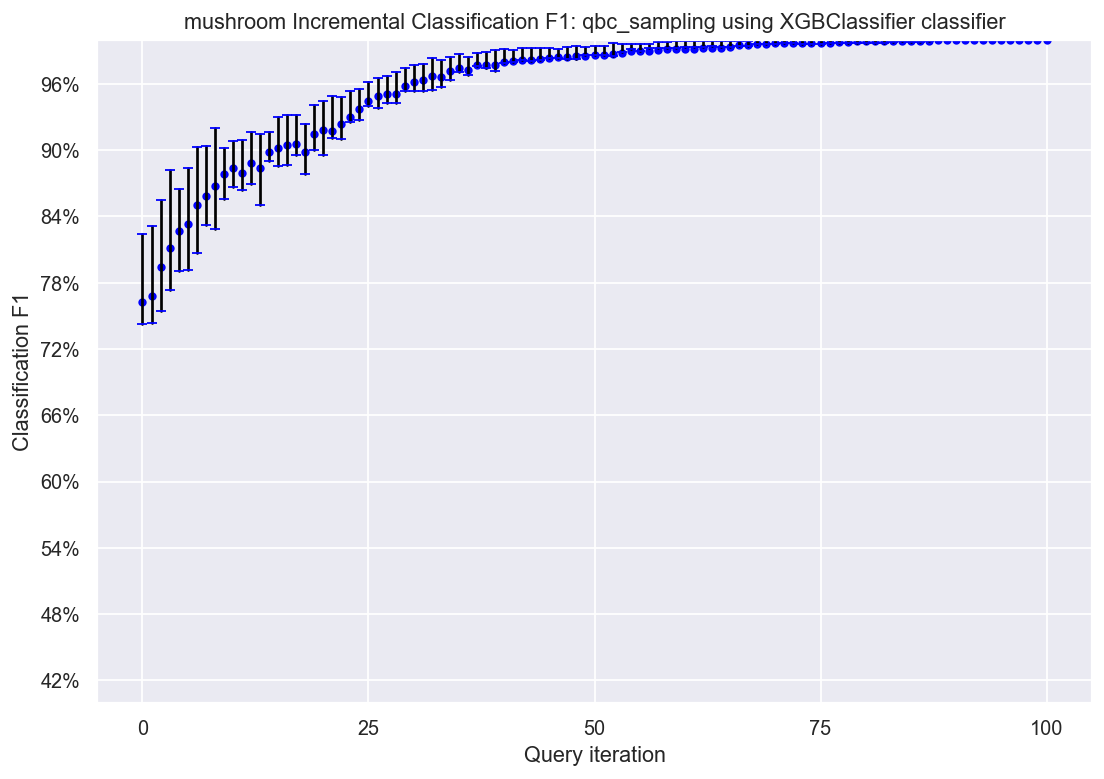 mushroom Incremental Classification F1: qbc_sampling using XGBClassifier classifier
Classification F1
96%
90%
84%
78%
72%
66%
60%
54%
48%
42%
0 25 50 75 100
Query iteration